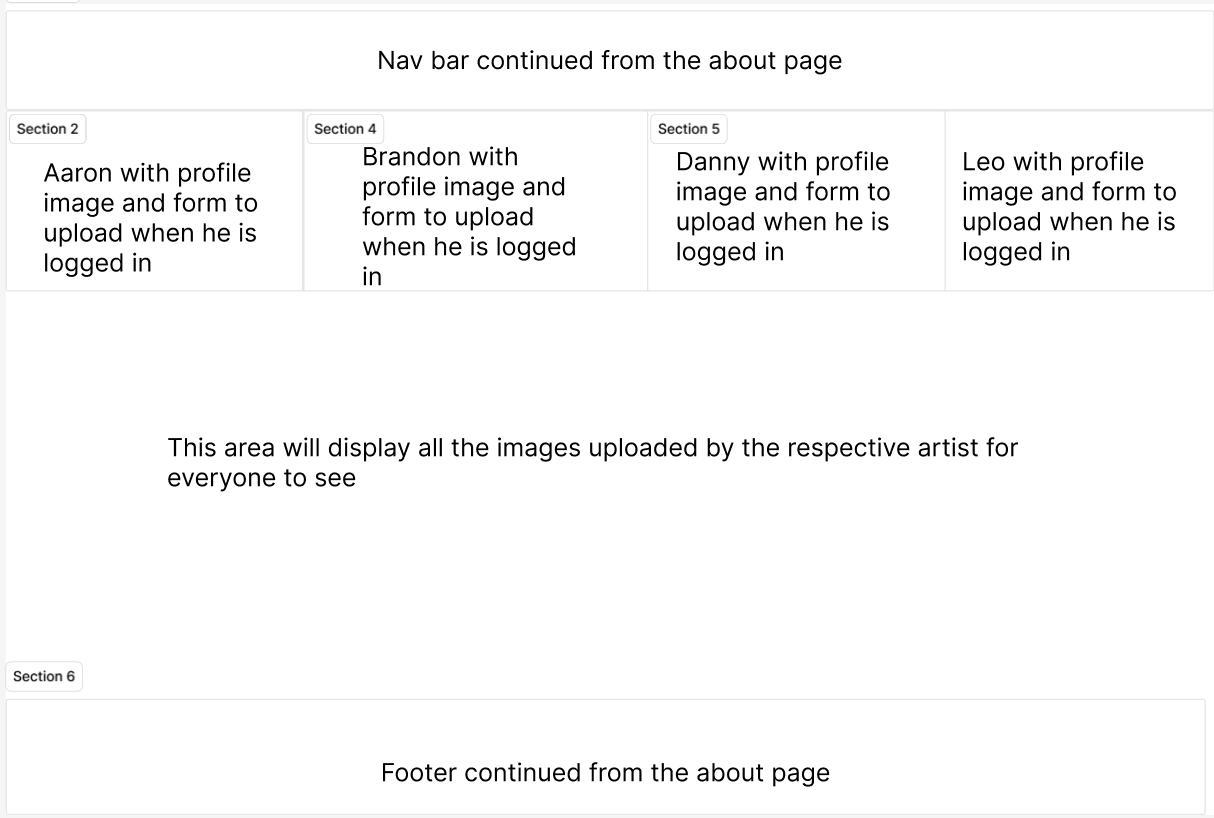 Nav bar continued from the about page
Section 2
Aaron with profile
image and form to
upload when he is
logged in
Section 4
Brandon with
profile image and
form to upload
when he is logged
in
Section 5
Danny with profile
image and form to
upload when he is
logged in
Leo with profile
image and form to
upload when he is
logged in
This area will display all the images uploaded by the respective artist for
everyone to see
Section 6
Footer continued from the about page